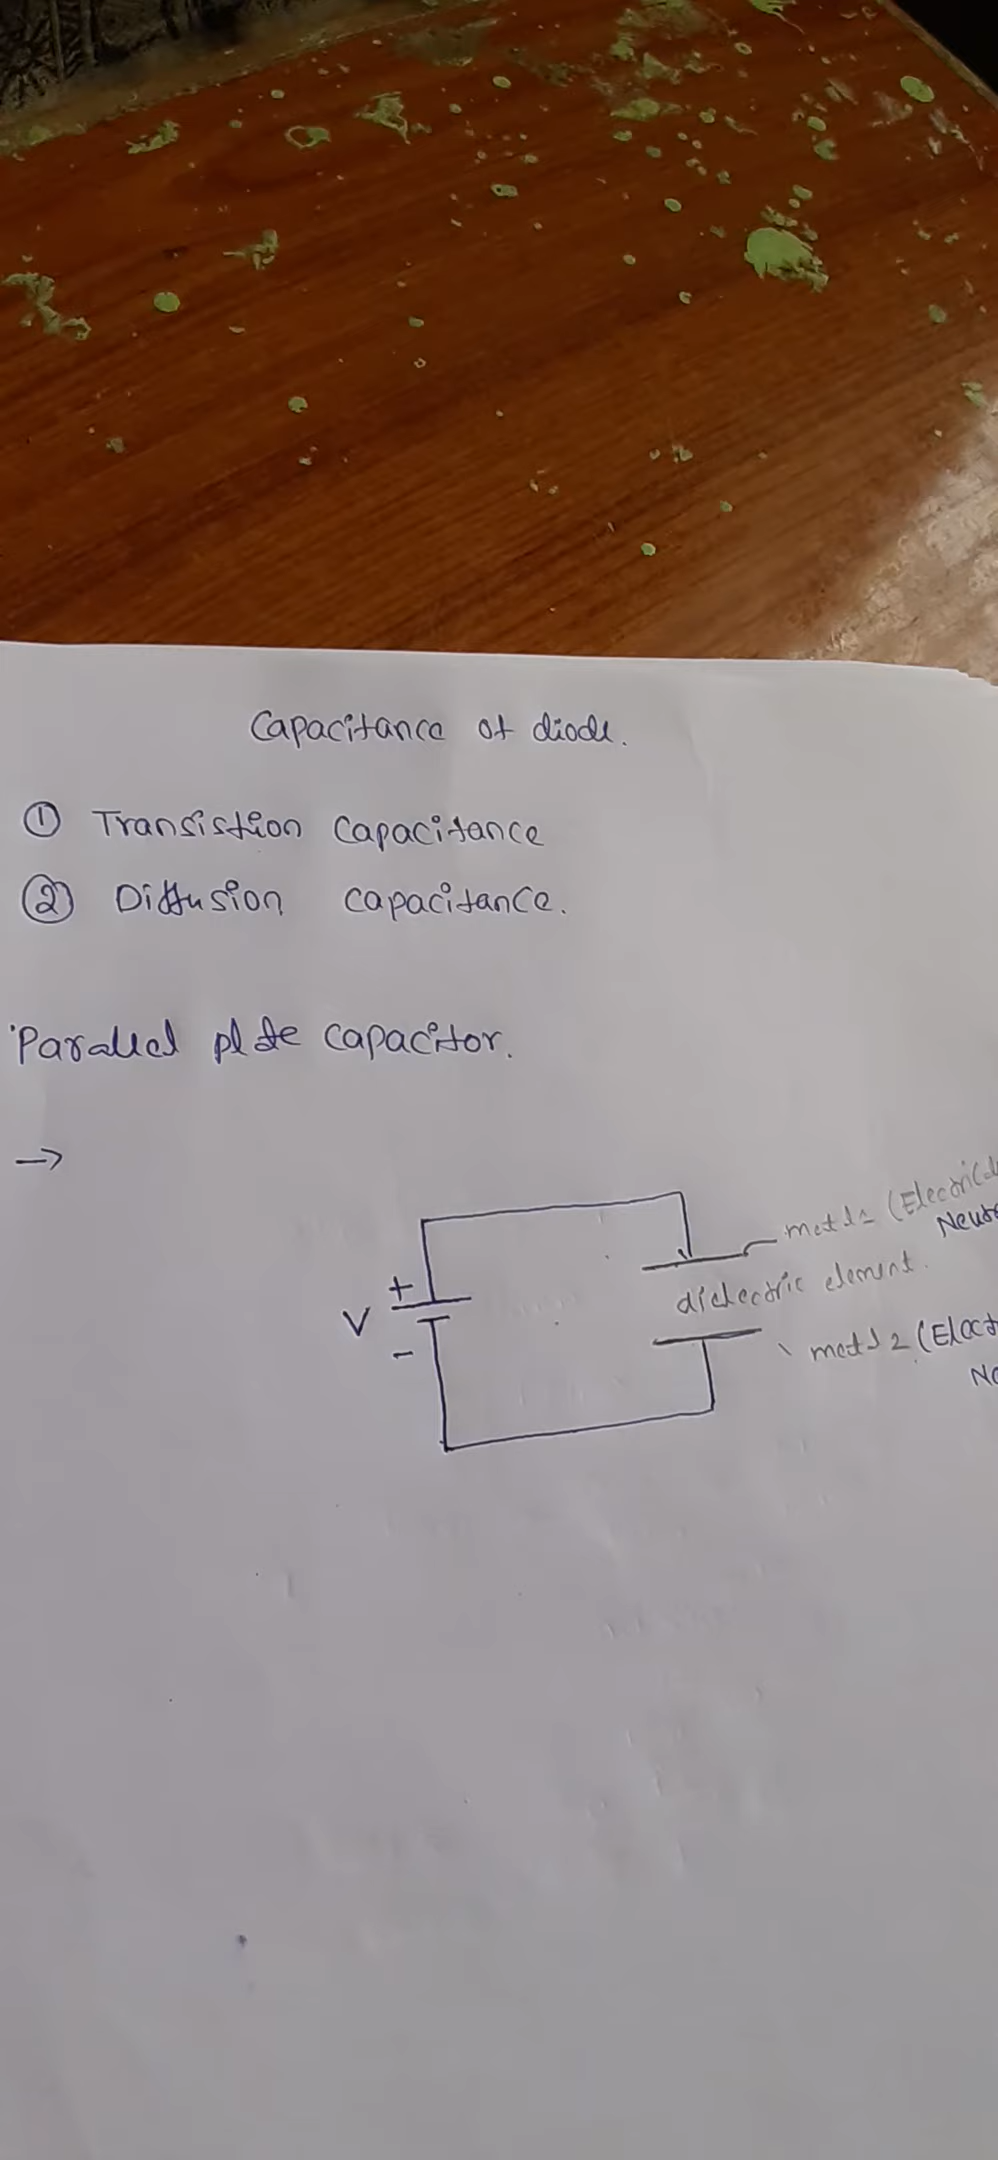 Capacitance of diode.
① Transistion Capacitance
② Diffusion Capacitance.
Parallel plate Capacitor.
→
metal 1 (Electrical
Neutr
+
dielectric element.
V
metal 2 (Elect
-